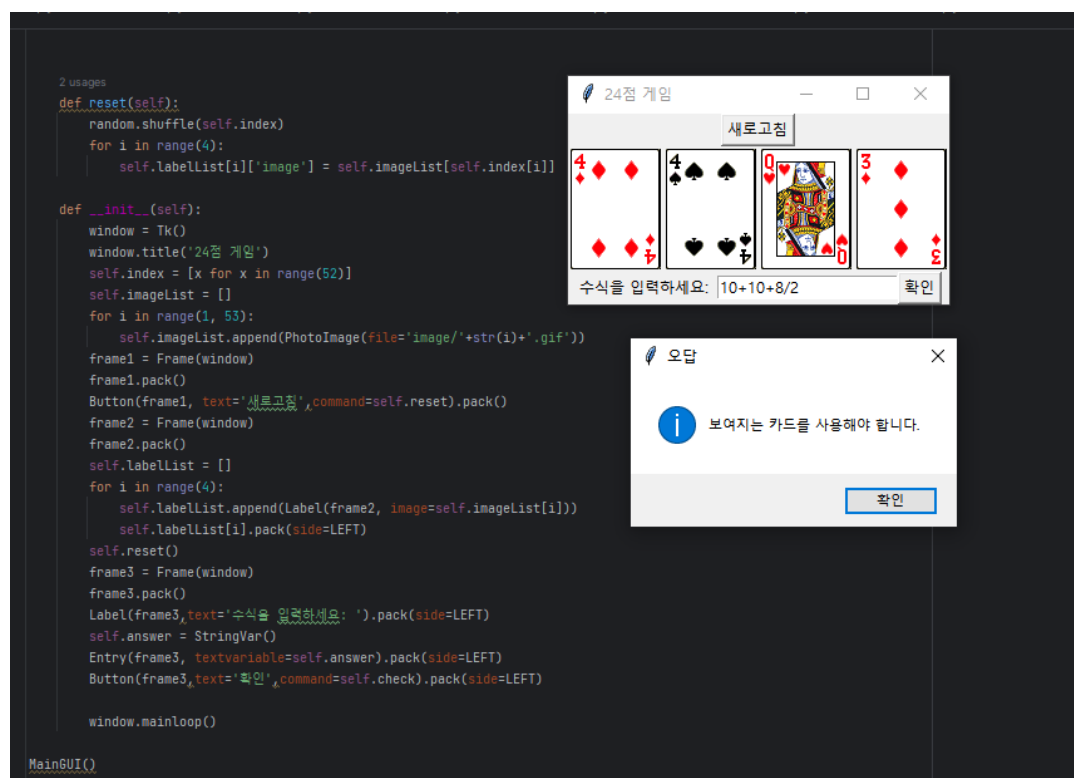 2 usages
def reset(self):
random.shuffle(self.index)
for i in range(4):
self.labelList[i]['image'] = self.imageList[self.index[i]]
def __init__(self):
window = Tk()
window.title('24점 게임')
self.index = [x for x in range(52)]
self.imageList = []
for i in range(1, 53):
self.imageList.append(PhotoImage(file='image/'+str(i)+'.gif'))
frame1 = Frame(window)
frame1.pack()
Button(frame1, text='새로고침',command=self.reset).pack()
frame2 = Frame(window)
frame2.pack()
self.labelList = []
for i in range(4):
self.labelList.append(Label(frame2, image=self.imageList[i]))
self.labelList[i].pack(side=LEFT)
self.reset()
frame3 = Frame(window)
frame3.pack()
Label(frame3,text='수식을 입력하세요: ').pack(side=LEFT)
self.answer = StringVar()
Entry(frame3, textvariable=self.answer).pack(side=LEFT)
Button(frame3,text='확인',command=self.check).pack(side=LEFT)
window.mainloop()
MainGUI()
24점 게임
새로고침
4 4 Q 3
4 4 Q 3
수식을 입력하세요: 10+10+8/2 확인
오답
보여지는 카드를 사용해야 합니다.
확인